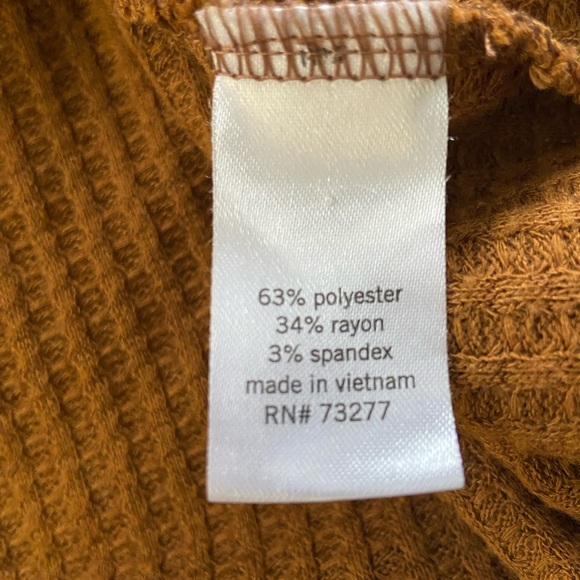 63% polyester
34% rayon
3% spandex
made in vietnam
RN# 73277